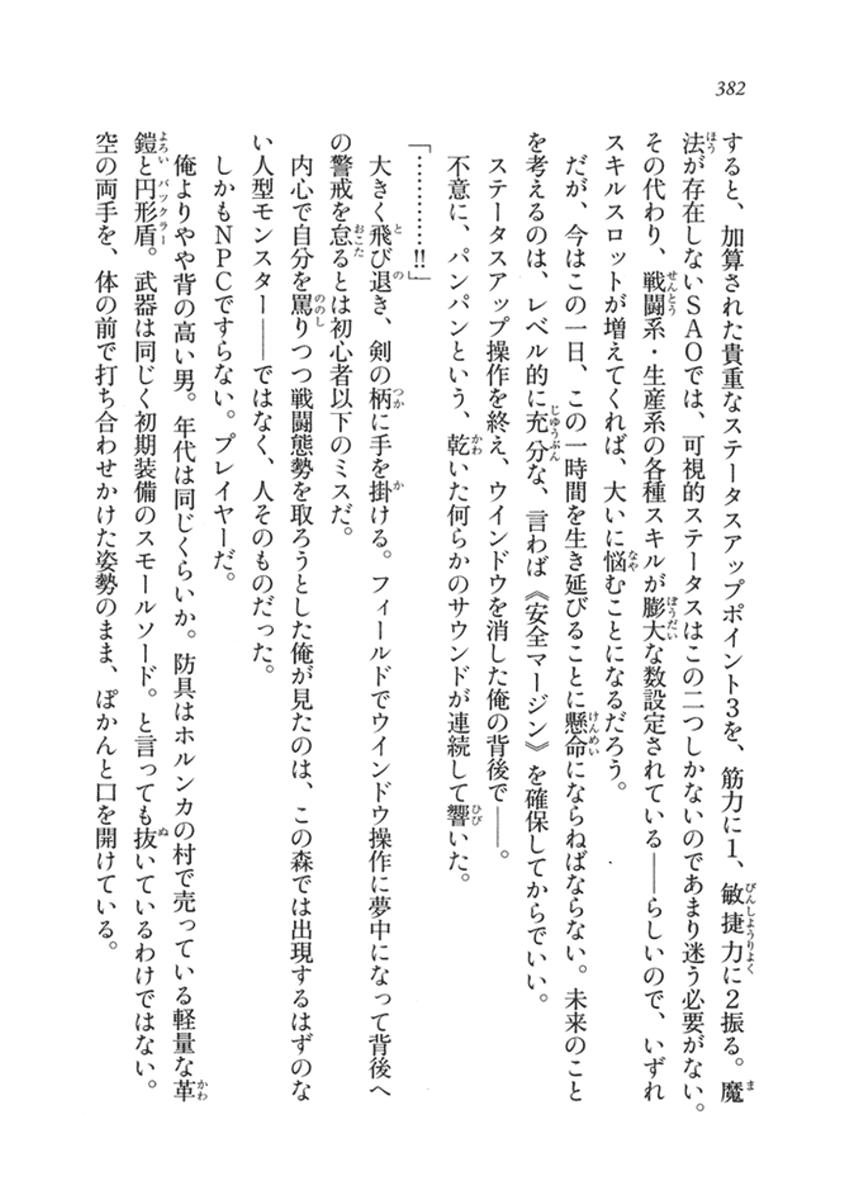 382
すると、加算された貴重なステータスアップポイント3を、筋力に1、敏捷力に2振る。魔
法が存在しないSAOでは、可視的ステータスはこの二つしかないのであまり迷う必要がない。
その代わり、戦闘系・生産系の各種スキルが膨大な数設定されている――らしいので、いずれ
スキルスロットが増えてくれば、大いに悩むことになるだろう。
だが、今はこの一日、この一時間を生き延びることに懸命にならねばならない。未来のこと
を考えるのは、レベル的に充分な、言わば《安全マージン》を確保してからでいい。
ステータスアップ操作を終え、ウインドウを消した俺の背後で――。
不意に、パンパンという、乾いた何らかのサウンドが連続して響いた。
「…………!!」
大きく飛び退き、剣の柄に手を掛ける。フィールドでウインドウ操作に夢中になって背後へ
の警戒を怠るとは初心者以下のミスだ。
内心で自分を罵りつつ戦闘態勢を取ろうとした俺が見たのは、この森では出現するはずのな
い人型モンスター――ではなく、人そのものだった。
しかもNPCですらない。プレイヤーだ。
俺よりやや背の高い男。年代は同じくらいか。防具はホルンカの村で売っている軽量な革
鎧と円形盾。武器は同じく初期装備のスモールソード。と言っても抜いているわけではない。
空の両手を、体の前で打ち合わせかけた姿勢のまま、ぽかんと口を開けている。